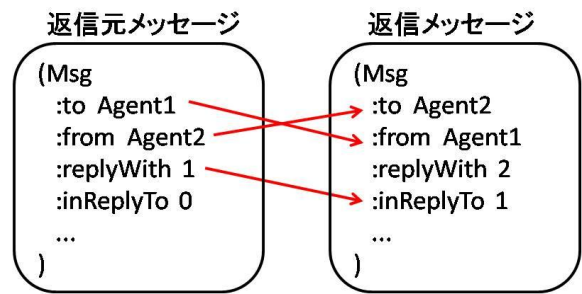 返信元メッセージ
(Msg
:to Agent1
:from Agent2
:replyWith 1
:inReplyTo 0
...
)
返信メッセージ
(Msg
:to Agent2
:from Agent1
:replyWith 2
:inReplyTo 1
...
)